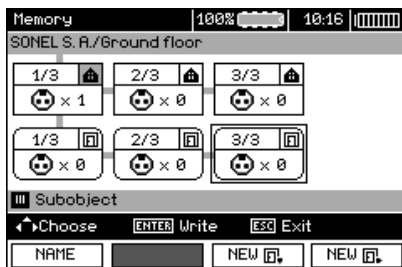 Memory 100% 10:16
SONEL S. A./Ground floor
1/3 2/3 3/3
× 1 × 0 × 0
1/3 2/3 3/3
× 0 × 0 × 0
Subobject
Choose ENTER Write ESC Exit
NAME NEW NEW